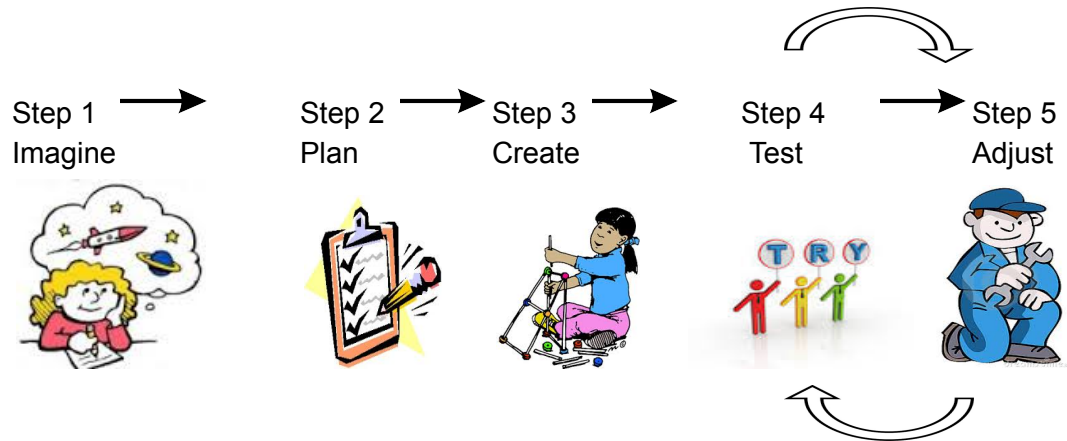 Step 1
Imagine
Step 2
Plan
Step 3
Create
Step 4
Test
Step 5
Adjust
T R Y